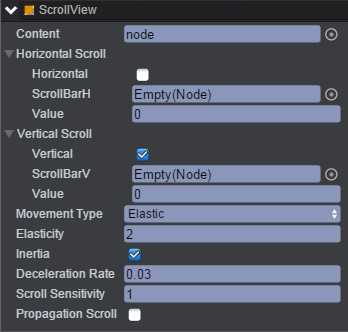 ScrollView
Content node
Horizontal Scroll
Horizontal
ScrollBarH Empty(Node)
Value 0
Vertical Scroll
Vertical
ScrollBarV Empty(Node)
Value 0
Movement Type Elastic
Elasticity 2
Inertia
Deceleration Rate 0.03
Scroll Sensitivity 1
Propagation Scroll